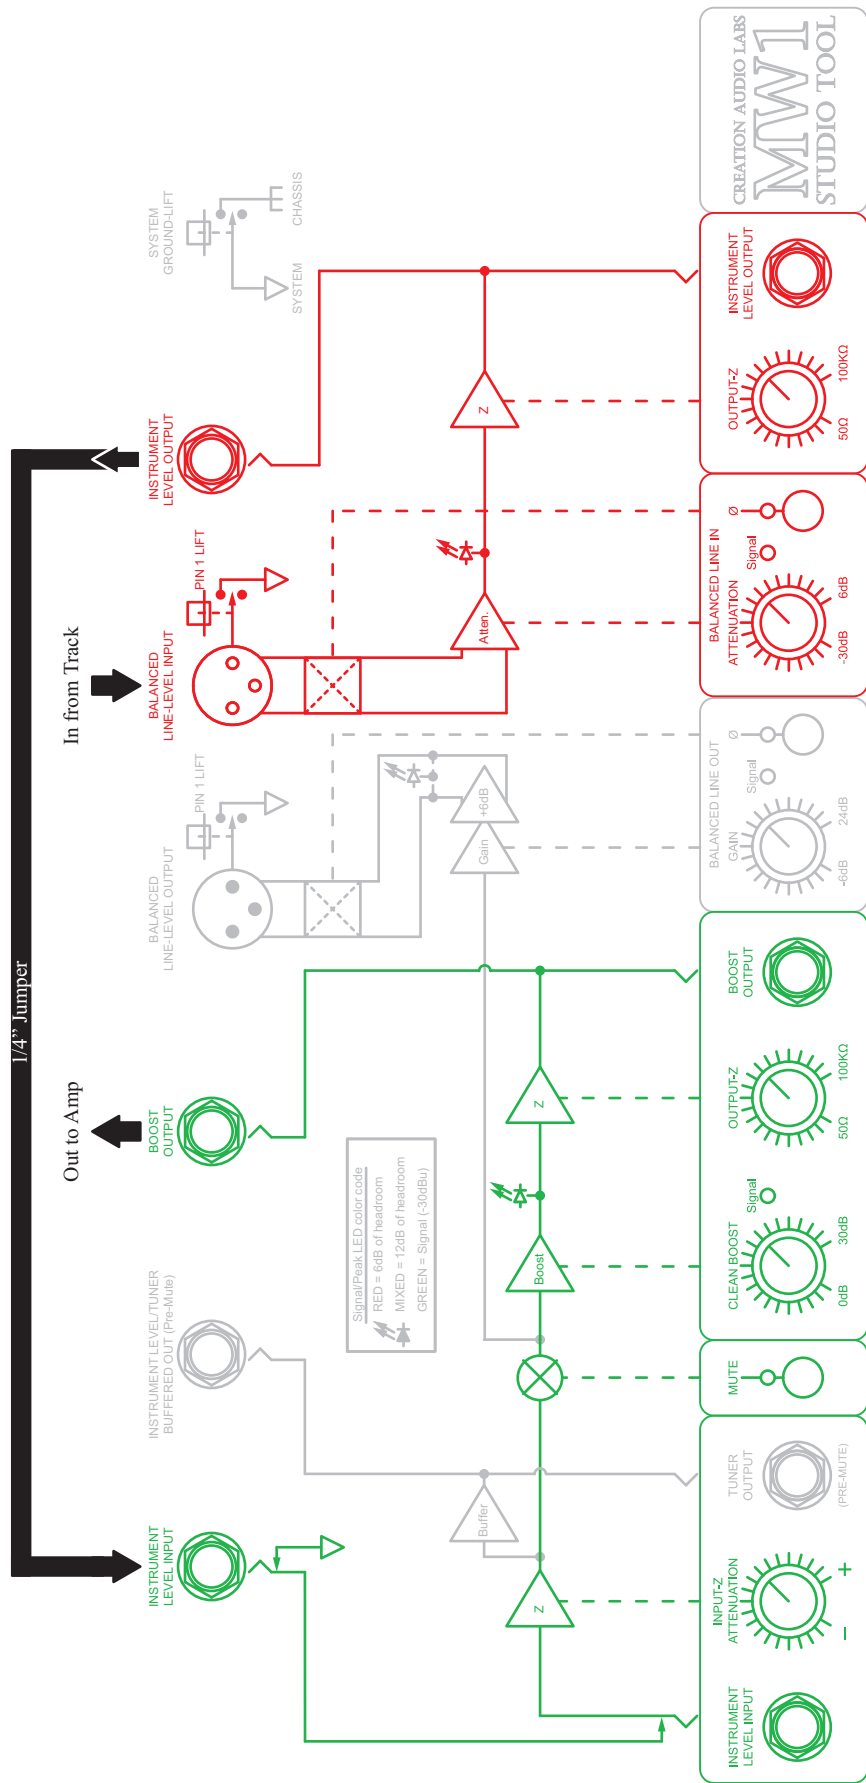 1/4" Jumper
Out to Amp
In from Track
INSTRUMENT
LEVEL INPUT
INSTRUMENT LEVEL/TUNER
BUFFERED OUT (Pre-Mute)
BOOST
OUTPUT
BALANCED
LINE-LEVEL OUTPUT
PIN 1 LIFT
BALANCED
LINE-LEVEL INPUT
PIN 1 LIFT
INSTRUMENT
LEVEL OUTPUT
SYSTEM
GROUND-LIFT
SYSTEM
CHASSIS
Signal/Peak LED color code
RED = 6dB of headroom
MIXED = 12dB of headroom
GREEN = Signal (-30dBu)
Z
Buffer
Boost
Z
Gain
+6dB
Atten.
Z
INSTRUMENT
LEVEL INPUT
INPUT-Z
ATTENUATION
– +
TUNER
OUTPUT
(PRE-MUTE)
MUTE
CLEAN BOOST
0dB 30dB
Signal
OUTPUT-Z
50Ω 100KΩ
BOOST
OUTPUT
BALANCED LINE OUT
GAIN
-6dB 24dB
Signal
Ø
BALANCED LINE IN
ATTENUATION
-30dB 6dB
Signal
Ø
OUTPUT-Z
50Ω 100KΩ
INSTRUMENT
LEVEL OUTPUT
CREATION AUDIO LABS
MW1
STUDIO TOOL